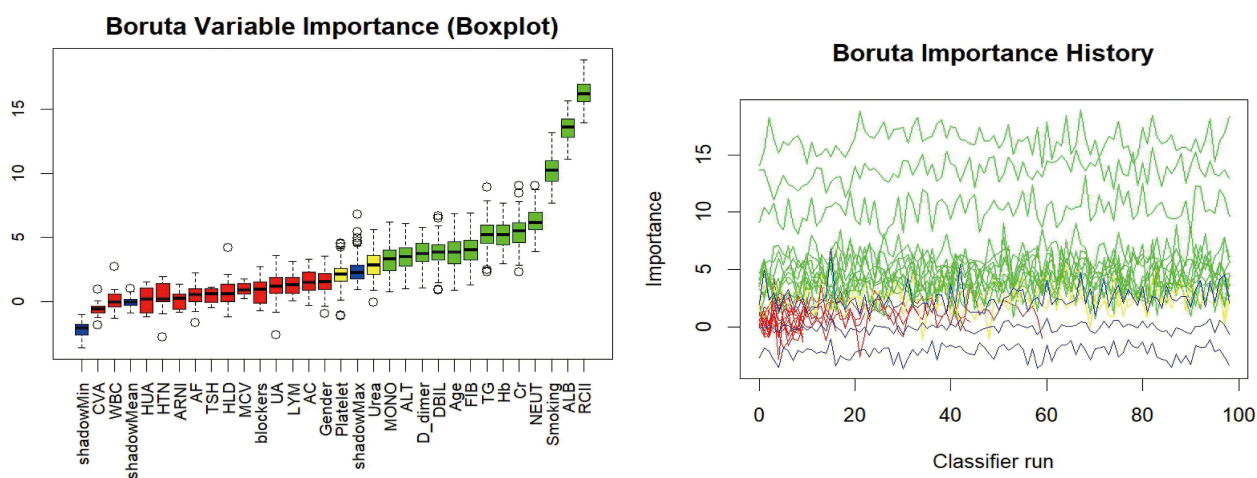 Boruta Variable Importance (Boxplot)
15
10
5
0
shadowMin
CVA
WBC
shadowMean
HUA
HTN
ARNI
AF
TSH
HLD
MCV
blockers
UA
LYM
AC
Gender
Platelet
shadowMax
Urea
MONO
ALT
D_dimer
DBIL
Age
FIB
TG
Hb
Cr
NEUT
Smoking
ALB
RCII
Boruta Importance History
Importance
15
10
5
0
0 20 40 60 80 100
Classifier run